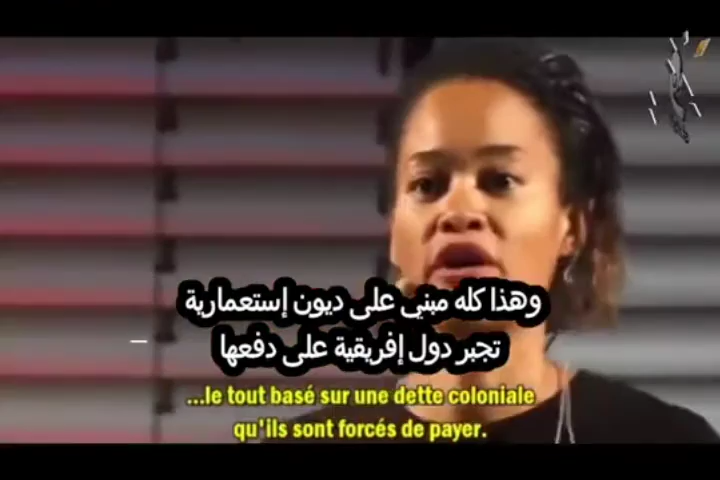 وهذا كله مبني على ديون إستعمارية
تجبر دول إفريقية على دفعها
...le tout basé sur une dette coloniale
qu'ils sont forcés de payer.